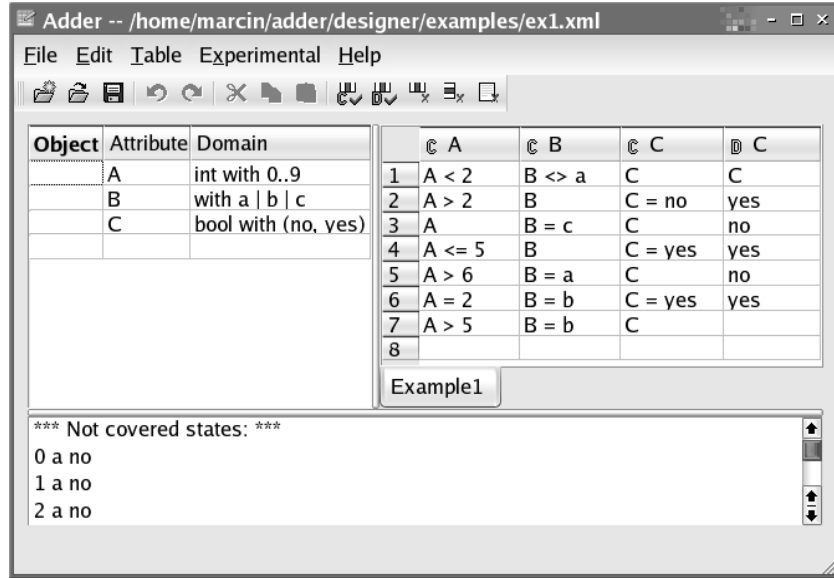 Adder -- /home/marcin/adder/designer/examples/ex1.xml
File Edit Table Experimental Help
Object Attribute Domain
A int with 0..9
B with a | b | c
C bool with (no, yes)
ℂ A ℂ B ℂ C 𝔻 C
1 A < 2 B <> a C C
2 A > 2 B C = no yes
3 A B = c C no
4 A <= 5 B C = yes yes
5 A > 6 B = a C no
6 A = 2 B = b C = yes yes
7 A > 5 B = b C
8
Example1
*** Not covered states: ***
0 a no
1 a no
2 a no